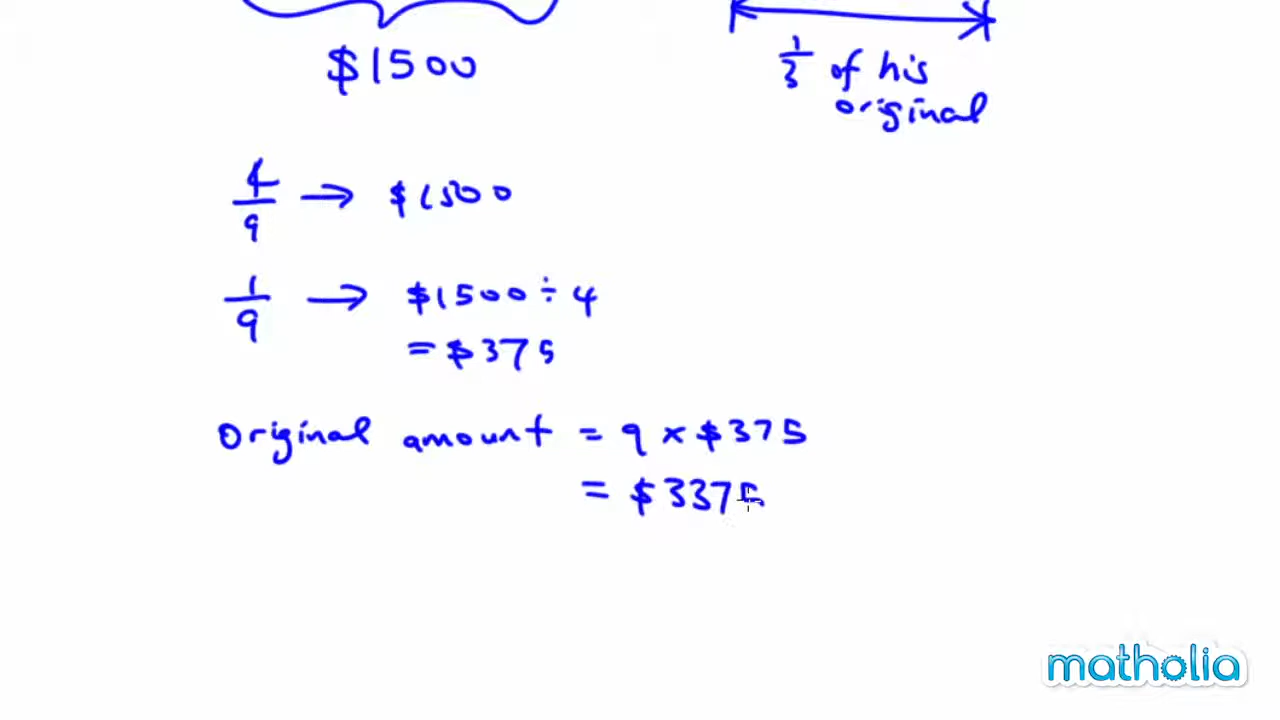 $1500
1/3 of his
original
4/9 → $1500
1/9 → $1500 ÷ 4
= $375
Original amount = 9 × $375
= $3375
matholia